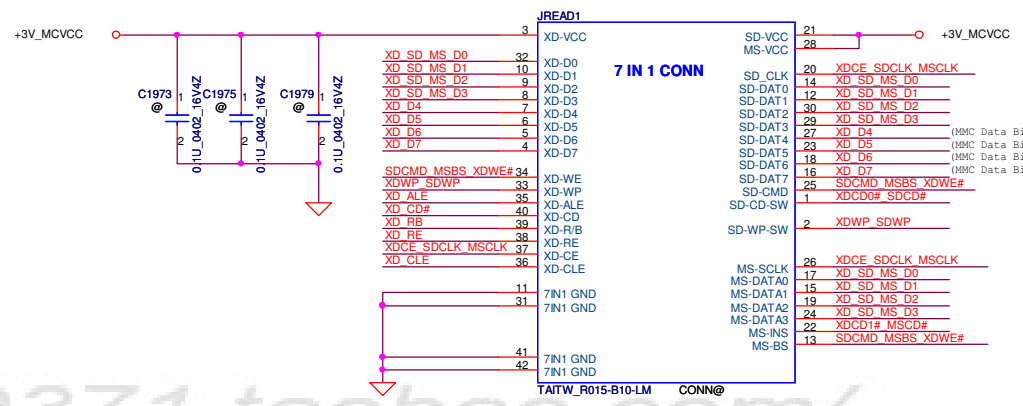 JREAD1
+3V_MCVCC
3 XD-VCC
SD-VCC 21
MS-VCC 28
+3V_MCVCC
7 IN 1 CONN
XD_SD_MS_D0 32 XD-D0
XD_SD_MS_D1 10 XD-D1
XD_SD_MS_D2 9 XD-D2
XD_SD_MS_D3 8 XD-D3
XD_D4 7 XD-D4
XD_D5 6 XD-D5
XD_D6 5 XD-D6
XD_D7 4 XD-D7
C1973 @ 1 2 0.1U_0402_16V4Z
C1975 @ 1 2 0.1U_0402_16V4Z
C1979 @ 1 2 0.1U_0402_16V4Z
SD_CLK 20 XDCE_SDCLK_MSCLK
SD-DAT0 14 XD_SD_MS_D0
SD-DAT1 12 XD_SD_MS_D1
SD-DAT2 30 XD_SD_MS_D2
SD-DAT3 29 XD_SD_MS_D3
SD-DAT4 27 XD_D4 (MMC Data Bi
SD-DAT5 23 XD_D5 (MMC Data Bi
SD-DAT6 18 XD_D6 (MMC Data Bi
SD-DAT7 16 XD_D7 (MMC Data Bi
SD-CMD 25 SDCMD_MSBS_XDWE#
SD-CD-SW 1 XDCD0#_SDCD#
SD-WP-SW 2 XDWP_SDWP
SDCMD_MSBS_XDWE# 34 XD-WE
XDWP_SDWP 33 XD-WP
XD_ALE 35 XD-ALE
XD_CD# 40 XD-CD
XD_RB 39 XD-R/B
XD_RE 38 XD-RE
XDCE_SDCLK_MSCLK 37 XD-CE
XD_CLE 36 XD-CLE
11 7IN1 GND
31 7IN1 GND
41 7IN1 GND
42 7IN1 GND
MS-SCLK 26 XDCE_SDCLK_MSCLK
MS-DATA0 17 XD_SD_MS_D0
MS-DATA1 15 XD_SD_MS_D1
MS-DATA2 19 XD_SD_MS_D2
MS-DATA3 24 XD_SD_MS_D3
MS-INS 22 XDCD1#_MSCD#
MS-BS 13 SDCMD_MSBS_XDWE#
TAITW_R015-B10-LM CONN@